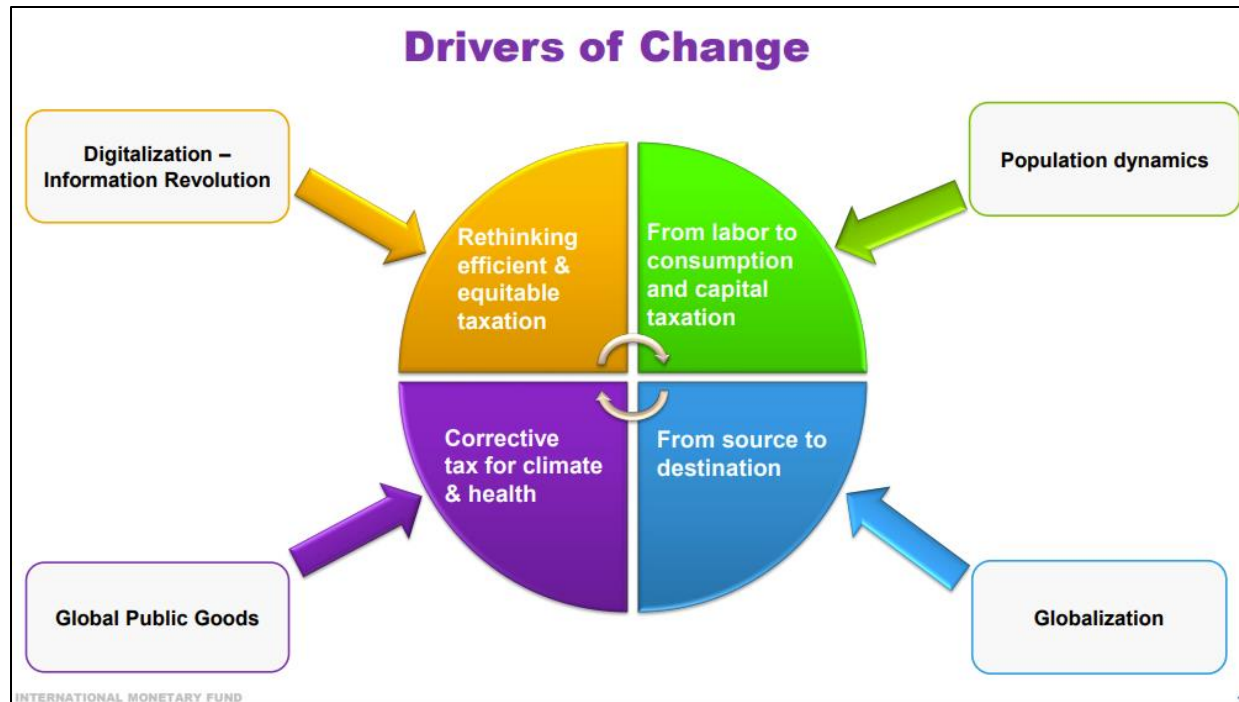 Drivers of Change
Digitalization –
Information Revolution
Population dynamics
Rethinking
efficient &
equitable
taxation
From labor to
consumption
and capital
taxation
Corrective
tax for climate
& health
From source to
destination
Global Public Goods
Globalization
INTERNATIONAL MONETARY FUND